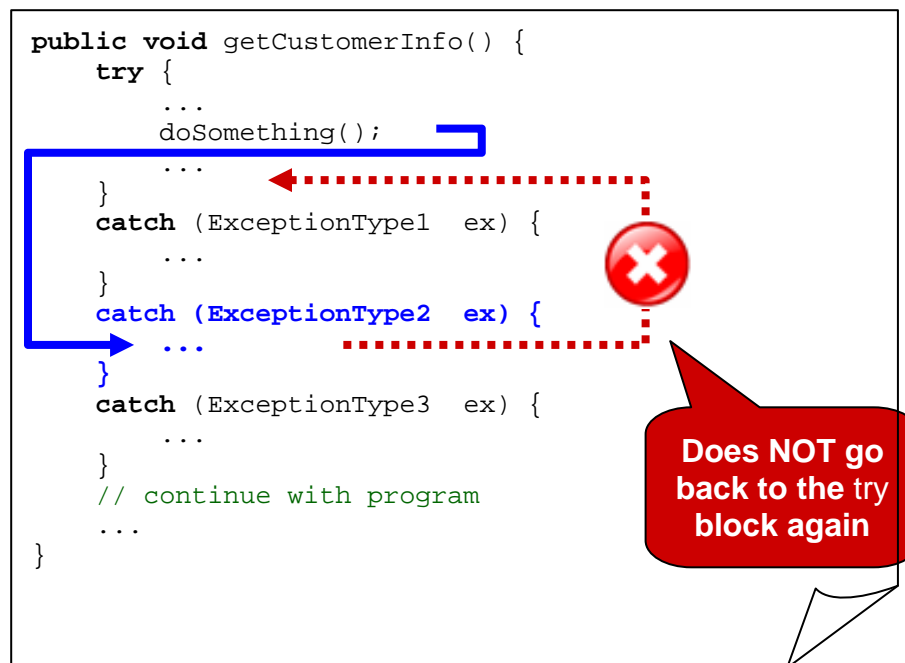 public void getCustomerInfo() {
    try {
        ...
        doSomething();
        ...
    }
    catch (ExceptionType1  ex) {
        ...
    }
    catch (ExceptionType2  ex) {
        ...
    }
    catch (ExceptionType3  ex) {
        ...
    }
    // continue with program
    ...
}
Does NOT go
back to the try
block again